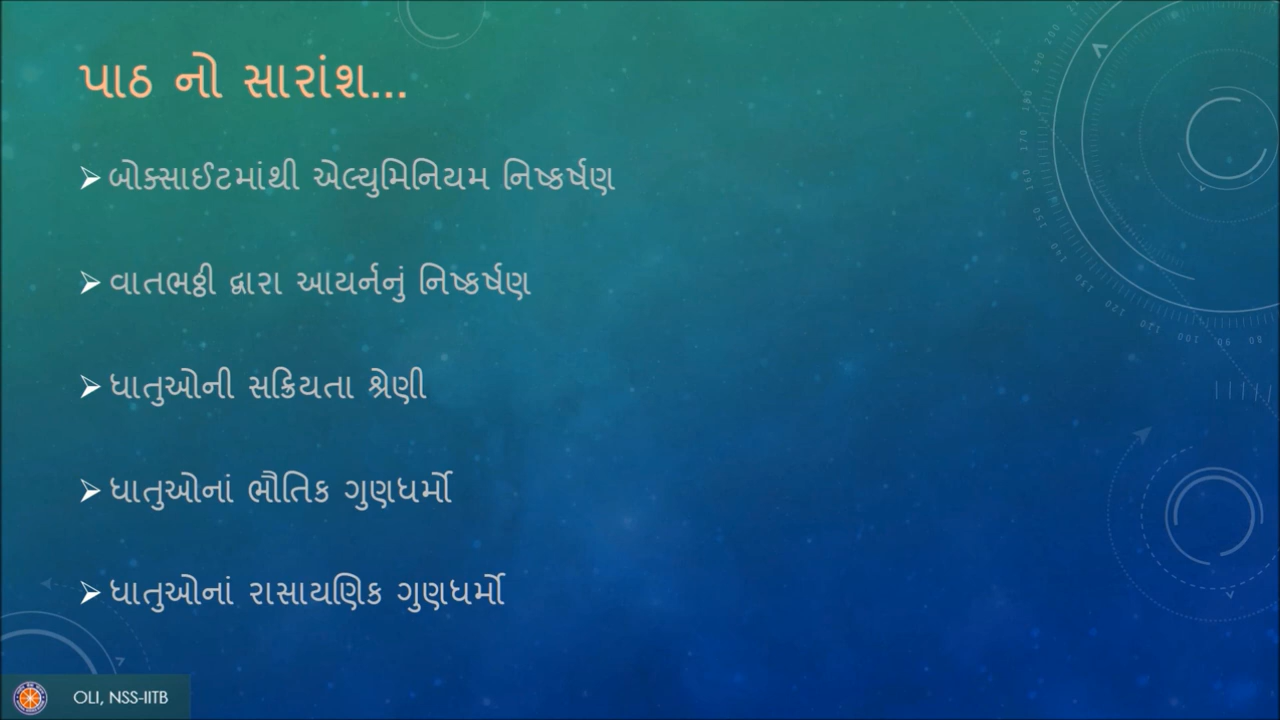 પાઠ નો સારાંશ...
➢ બોક્સાઈટમાંથી એલ્યુમિનિયમ નિષ્કર્ષણ
➢ વાતભઠ્ઠી દ્વારા આયર્નનું નિષ્કર્ષણ
➢ ધાતુઓની સક્રિયતા શ્રેણી
➢ ધાતુઓનાં ભૌતિક ગુણધર્મો
➢ ધાતુઓનાં રાસાયણિક ગુણધર્મો
OLI, NSS-IITB